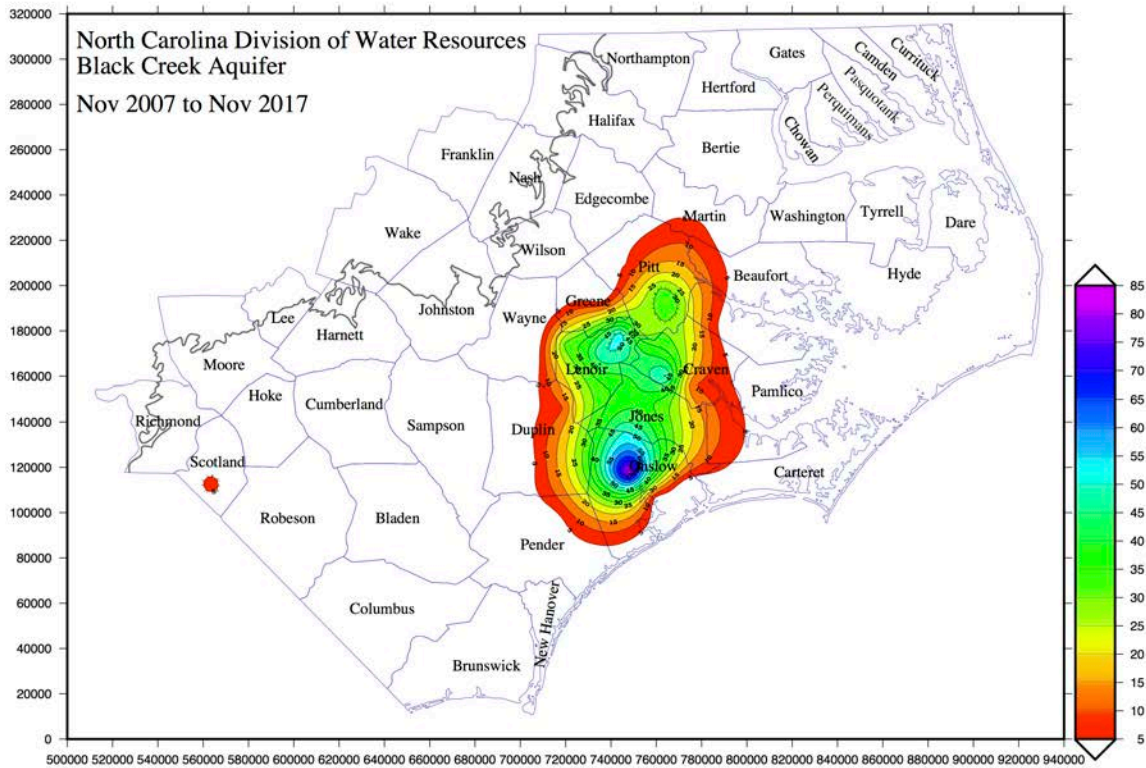 North Carolina Division of Water Resources
Black Creek Aquifer
Nov 2007 to Nov 2017
320000
300000
280000
260000
240000
220000
200000
180000
160000
140000
120000
100000
80000
60000
40000
20000
0
500000 520000 540000 560000 580000 600000 620000 640000 660000 680000 700000 720000 740000 760000 780000 800000 820000 840000 860000 880000 900000 920000 940000
Northampton
Gates
Camden
Currituck
Hertford
Pasquotank
Perquimans
Chowan
Halifax
Bertie
Franklin
Nash
Edgecombe
Martin
Washington
Tyrrell
Dare
Wake
Wilson
Pitt
Beaufort
Hyde
Greene
Johnston
Wayne
Lee
Harnett
Moore
Lenoir
Craven
Hoke
Cumberland
Pamlico
Richmond
Sampson
Duplin
Jones
Scotland
Onslow
Carteret
Robeson
Bladen
Pender
Columbus
New Hanover
Brunswick
85
80
75
70
65
60
55
50
45
40
35
30
25
20
15
10
5